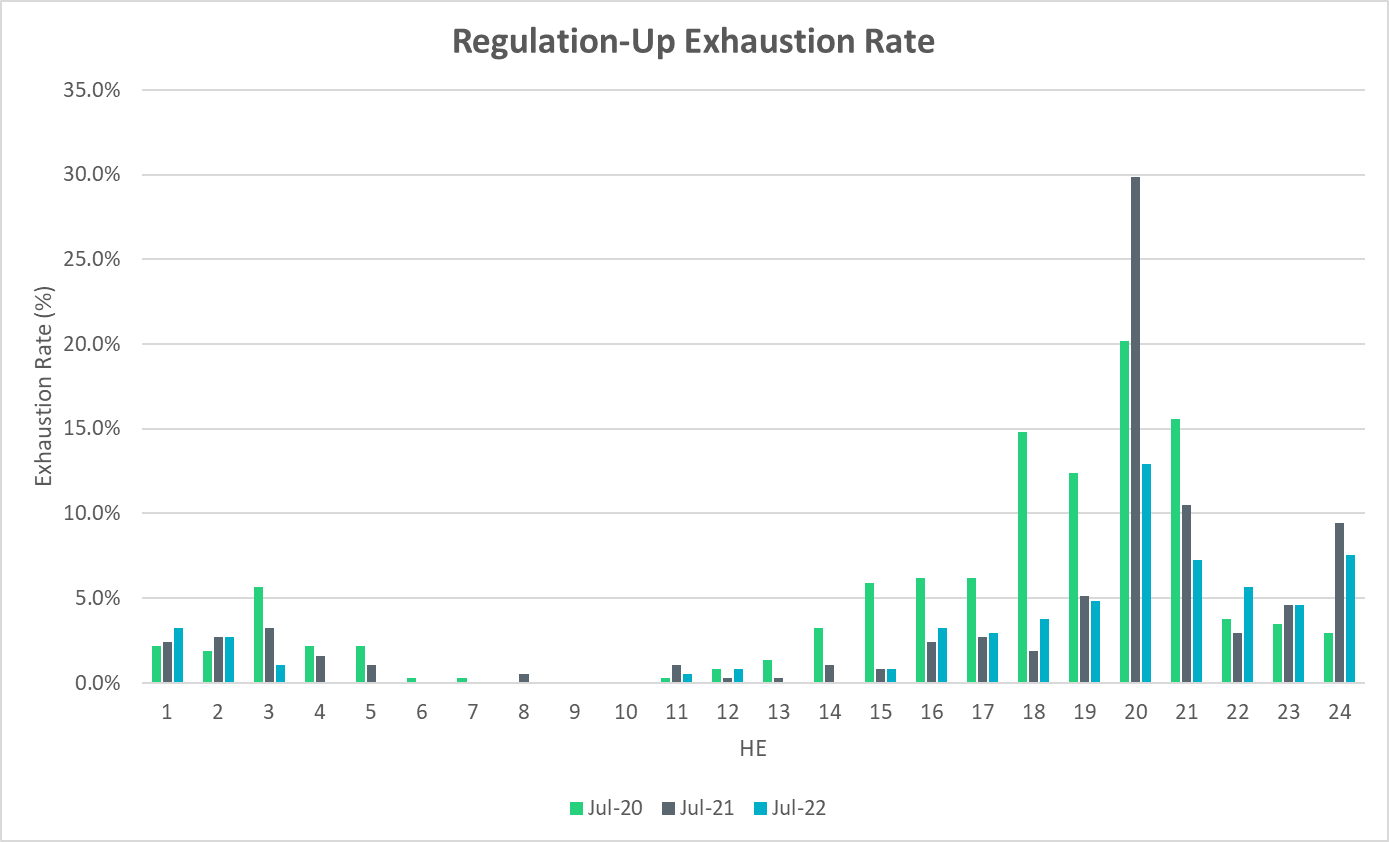 Regulation-Up Exhaustion Rate
35.0%
30.0%
25.0%
20.0%
15.0%
10.0%
5.0%
0.0%
Exhaustion Rate (%)
1 2 3 4 5 6 7 8 9 10 11 12 13 14 15 16 17 18 19 20 21 22 23 24
HE
Jul-20 Jul-21 Jul-22